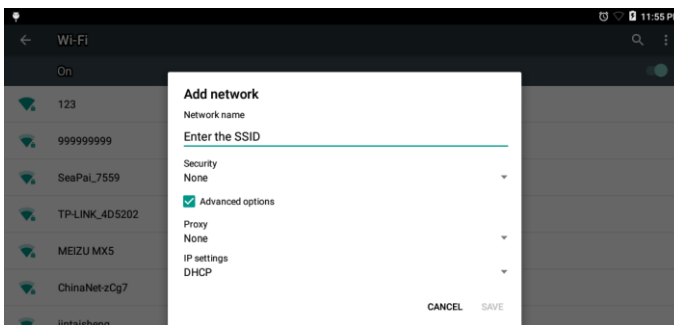 11:55 P
Wi-Fi
On
123
999999999
SeaPai_7559
TP-LINK_4D5202
MEIZU MX5
ChinaNet-zCg7
jintaisheng
Add network
Network name
Enter the SSID
Security
None
Advanced options
Proxy
None
IP settings
DHCP
CANCEL SAVE